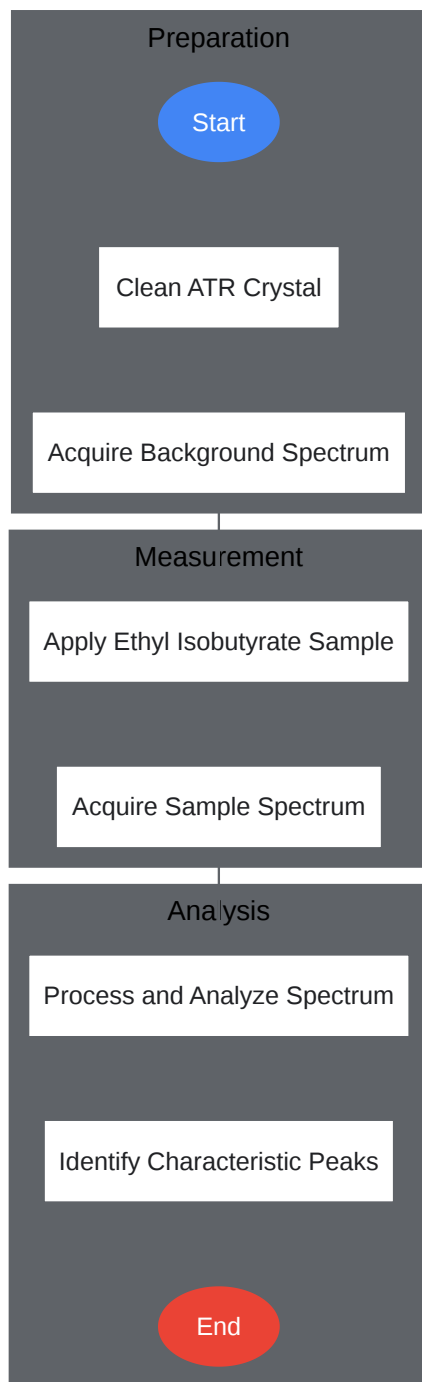 Preparation
Start
Clean ATR Crystal
Acquire Background Spectrum
Measurement
Apply Ethyl Isobutyrate Sample
Acquire Sample Spectrum
Analysis
Process and Analyze Spectrum
Identify Characteristic Peaks
End